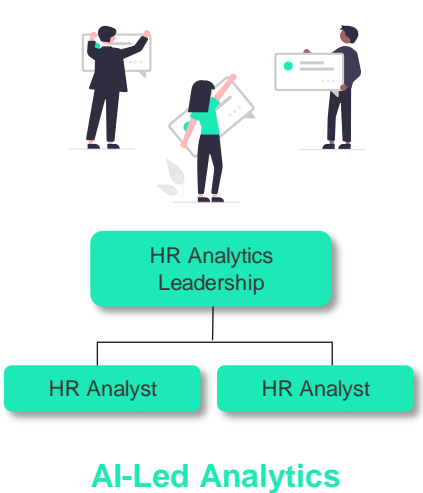 HR Analytics
Leadership
HR Analyst
HR Analyst
AI-Led Analytics